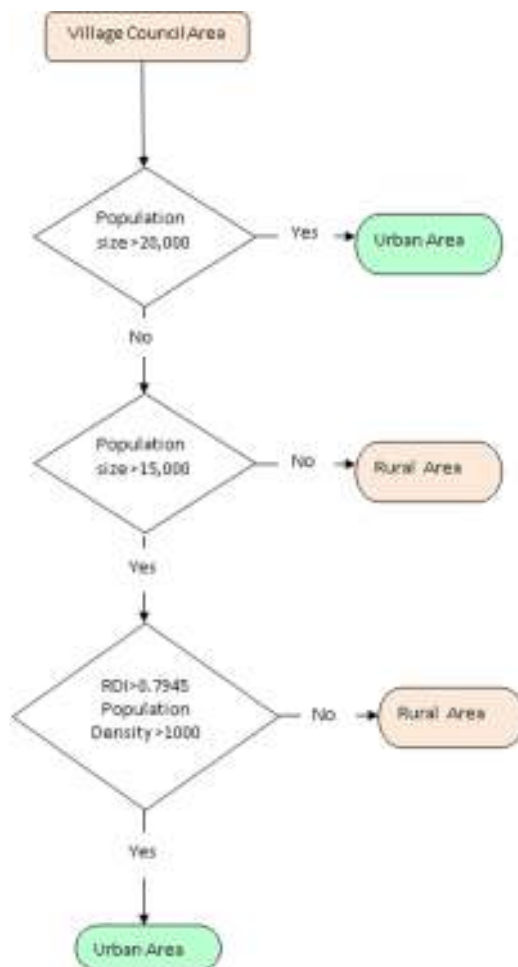 Village Council Area
Population
size >20,000
Yes
Urban Area
No
Population
size >15,000
No
Rural Area
Yes
RDI>0.7945
Population
Density >1000
No
Rural Area
Yes
Urban Area